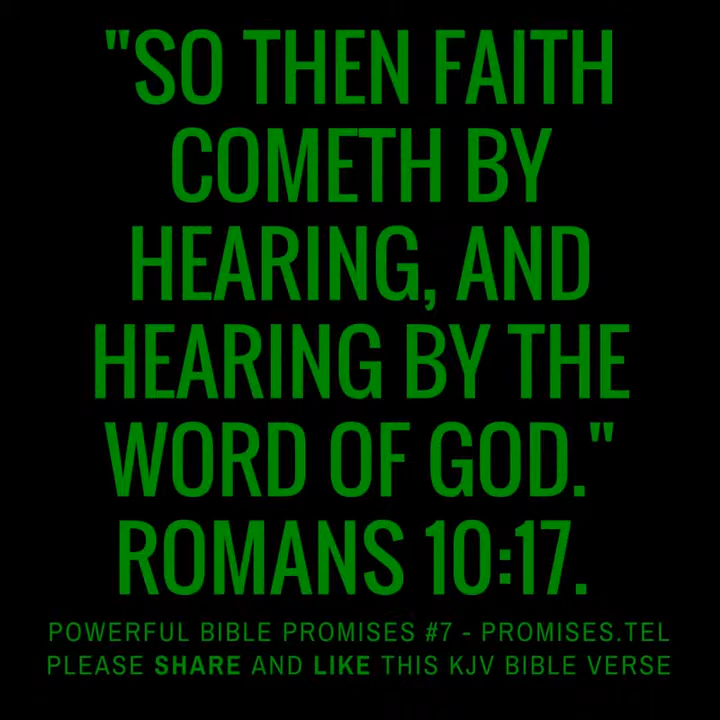 "SO THEN FAITH
COMETH BY
HEARING, AND
HEARING BY THE
WORD OF GOD."
ROMANS 10:17.
POWERFUL BIBLE PROMISES #7 - PROMISES.TEL
PLEASE SHARE AND LIKE THIS KJV BIBLE VERSE